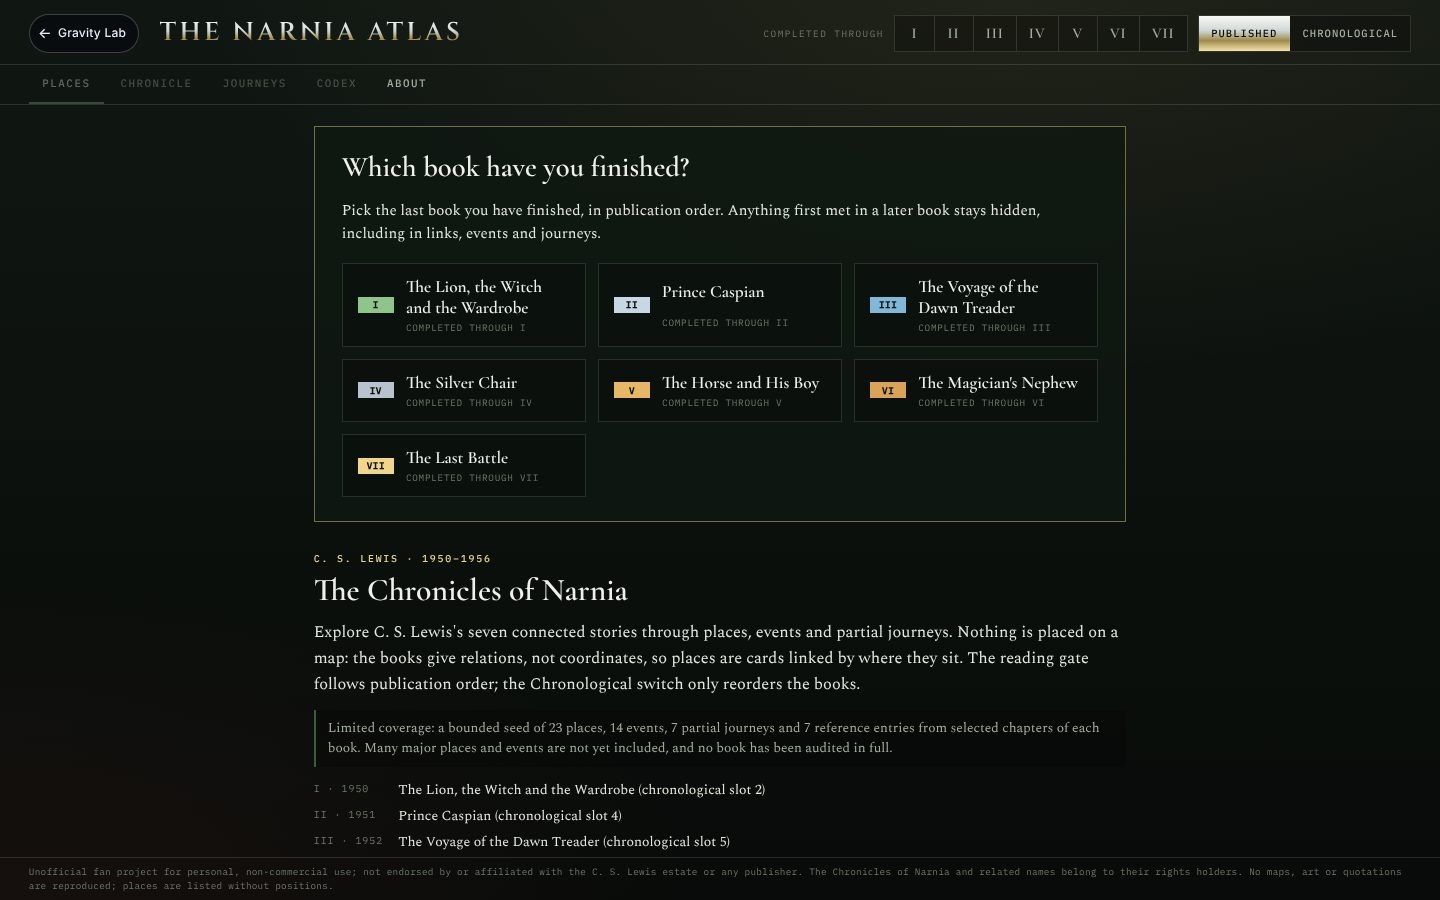 ← Gravity Lab
THE NARNIA ATLAS
COMPLETED THROUGH
I II III IV V VI VII
PUBLISHED CHRONOLOGICAL
PLACES CHRONICLE JOURNEYS CODEX ABOUT
Which book have you finished?
Pick the last book you have finished, in publication order. Anything first met in a later book stays hidden,
including in links, events and journeys.
I
The Lion, the Witch
and the Wardrobe
COMPLETED THROUGH I
II
Prince Caspian
COMPLETED THROUGH II
III
The Voyage of the
Dawn Treader
COMPLETED THROUGH III
IV
The Silver Chair
COMPLETED THROUGH IV
V
The Horse and His Boy
COMPLETED THROUGH V
VI
The Magician's Nephew
COMPLETED THROUGH VI
VII
The Last Battle
COMPLETED THROUGH VII
C. S. LEWIS · 1950–1956
The Chronicles of Narnia
Explore C. S. Lewis's seven connected stories through places, events and partial journeys. Nothing is placed on a
map: the books give relations, not coordinates, so places are cards linked by where they sit. The reading gate
follows publication order; the Chronological switch only reorders the books.
Limited coverage: a bounded seed of 23 places, 14 events, 7 partial journeys and 7 reference entries from selected chapters of each
book. Many major places and events are not yet included, and no book has been audited in full.
I · 1950 The Lion, the Witch and the Wardrobe (chronological slot 2)
II · 1951 Prince Caspian (chronological slot 4)
III · 1952 The Voyage of the Dawn Treader (chronological slot 5)
Unofficial fan project for personal, non-commercial use; not endorsed by or affiliated with the C. S. Lewis estate or any publisher. The Chronicles of Narnia and related names belong to their rights holders. No maps, art or quotations
are reproduced; places are listed without positions.